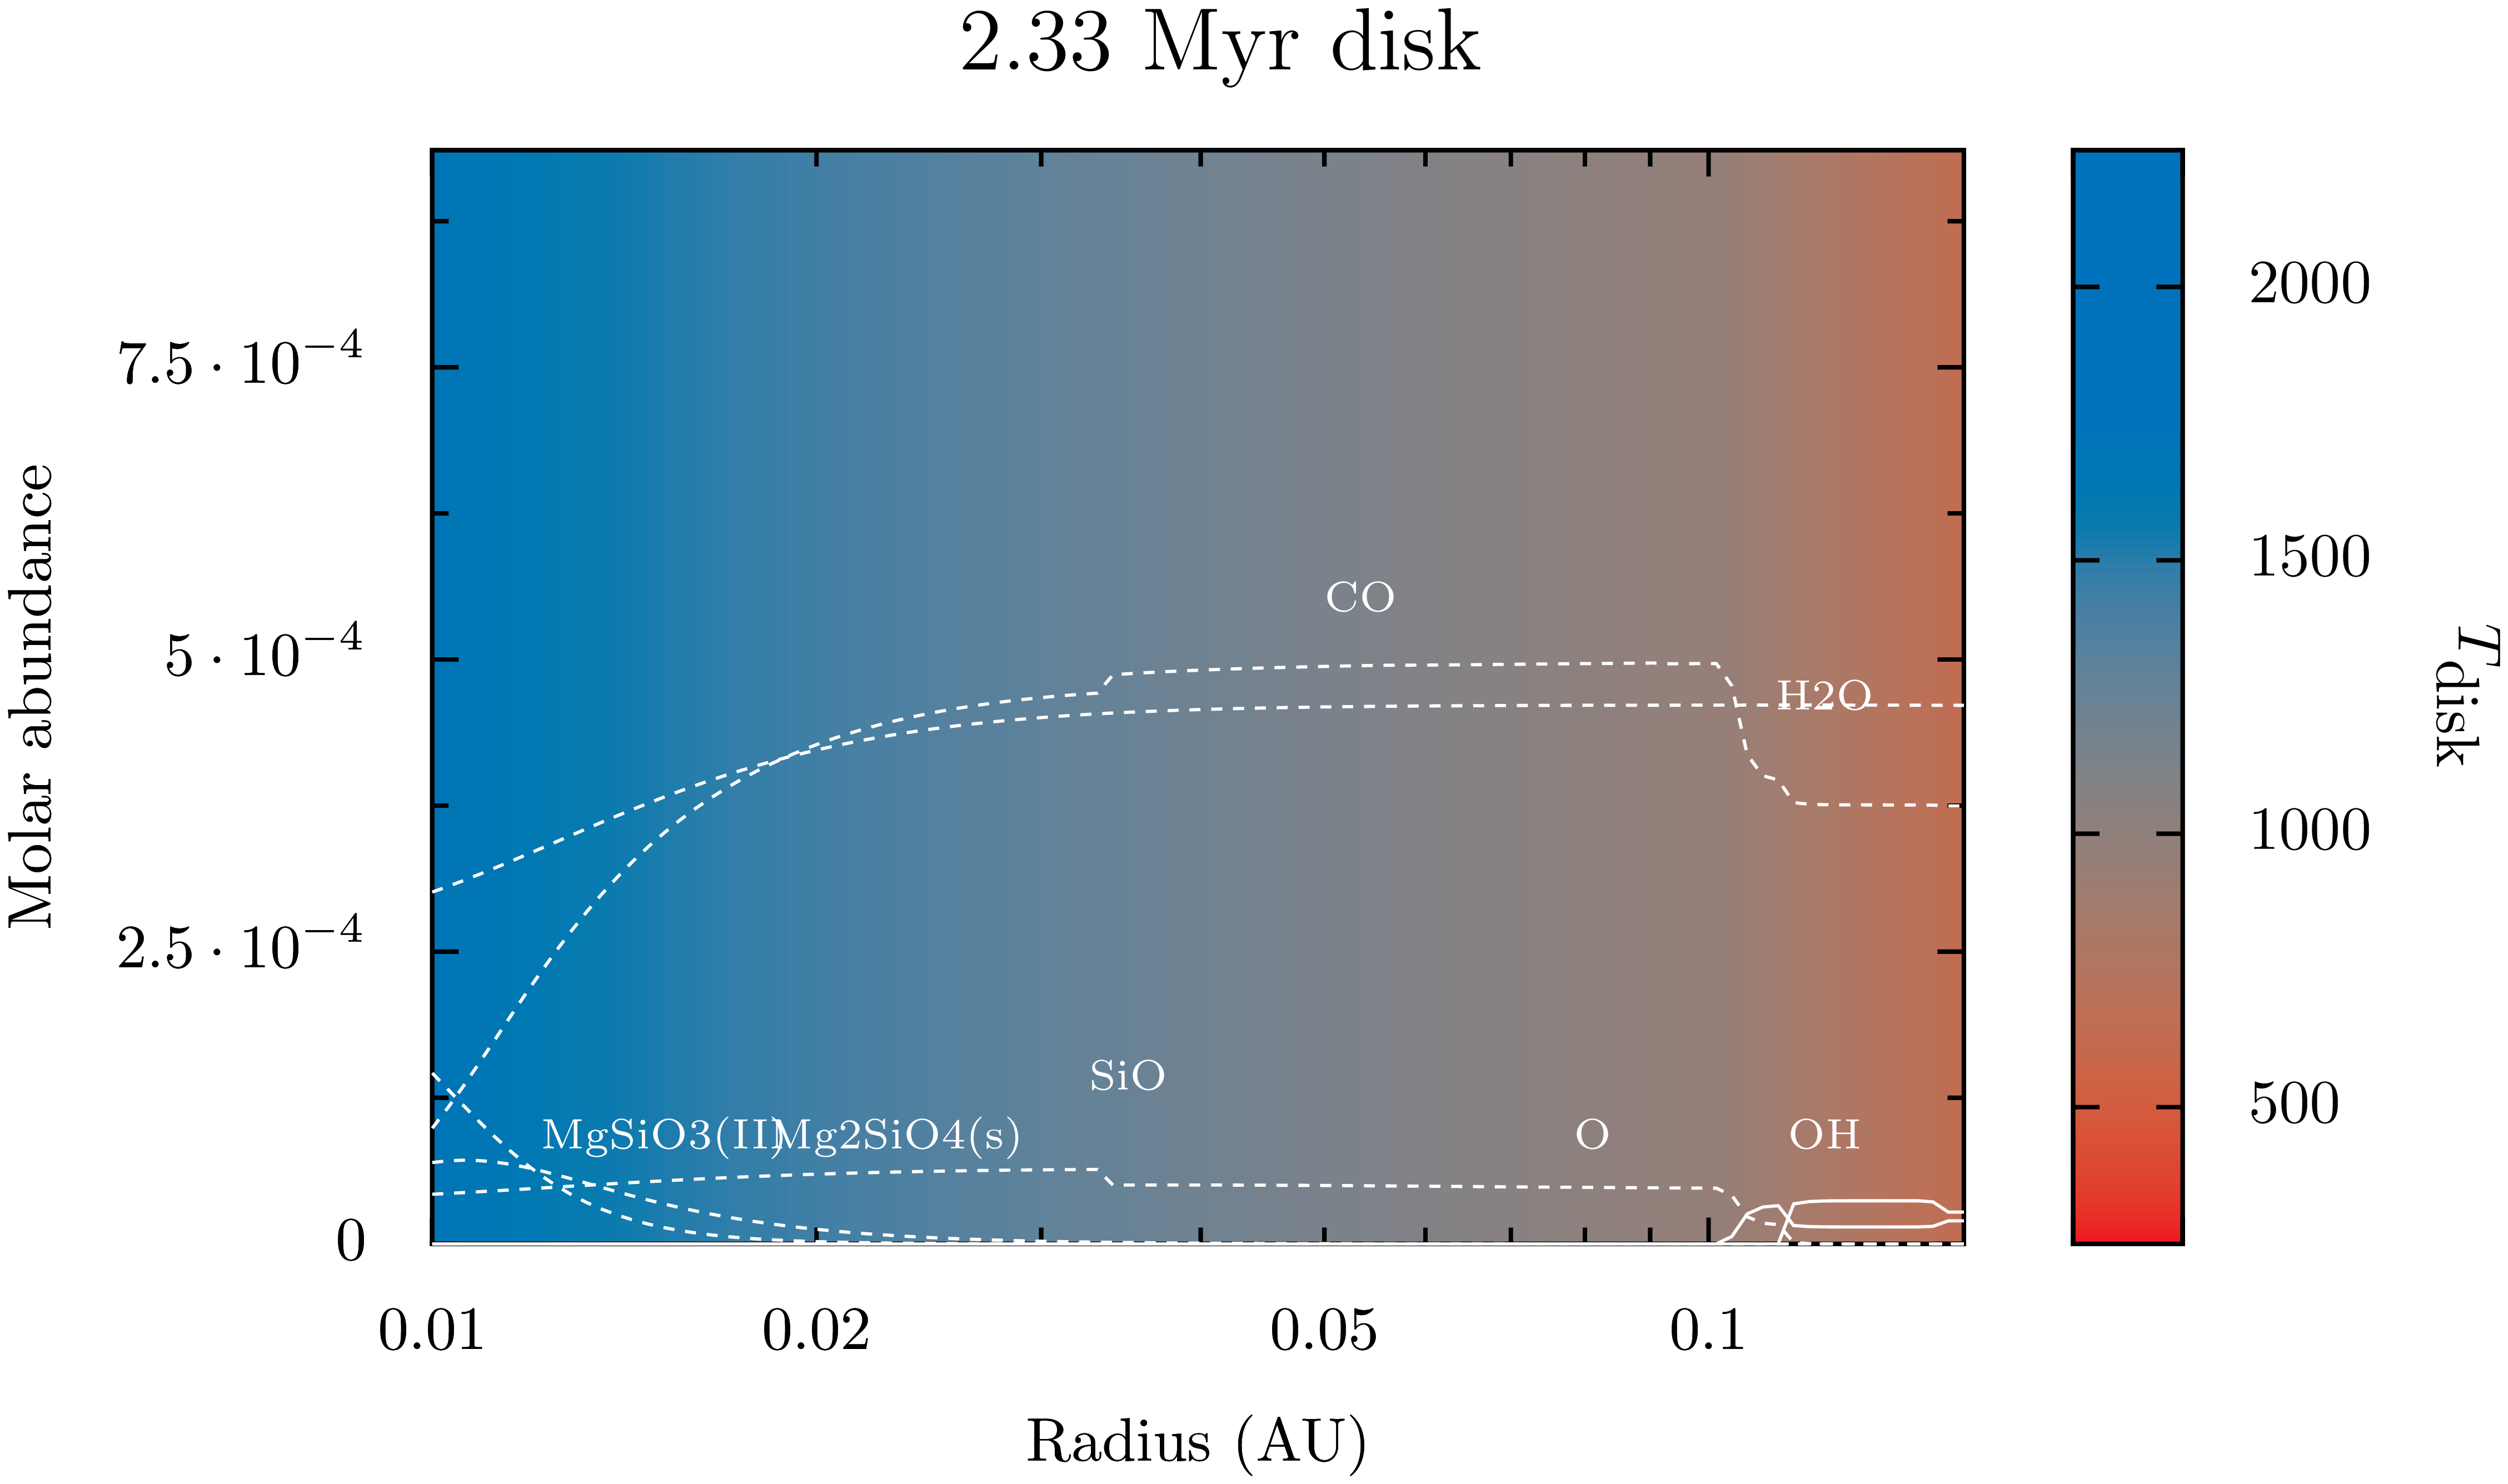 2.33 Myr disk
Molar abundance
7.5 · 10⁻⁴
5 · 10⁻⁴
2.5 · 10⁻⁴
0
CO
H2O
SiO
MgSiO3(II)
Mg2SiO4(s)
O
OH
0.01
0.02
0.05
0.1
Radius (AU)
2000
1500
1000
500
T_disk